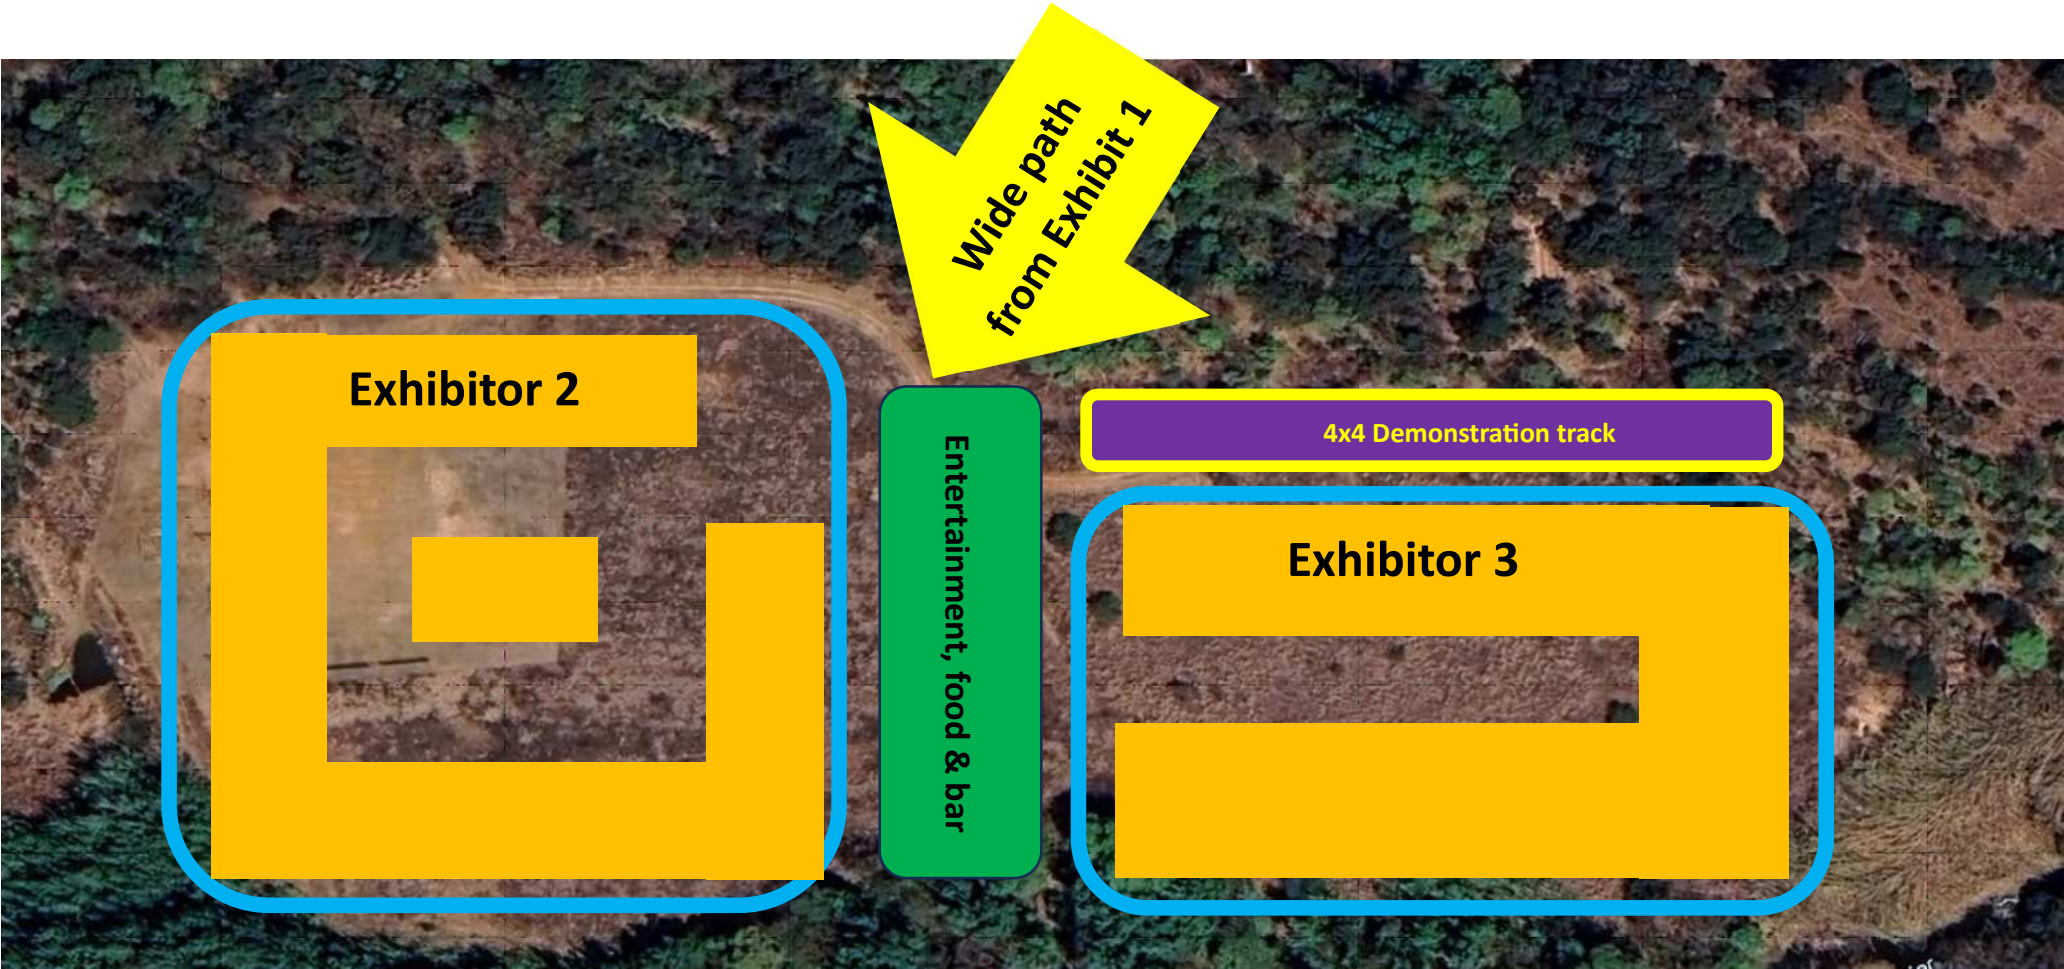 Wide path
from Exhibit 1
Exhibitor 2
Entertainment, food & bar
4x4 Demonstration track
Exhibitor 3